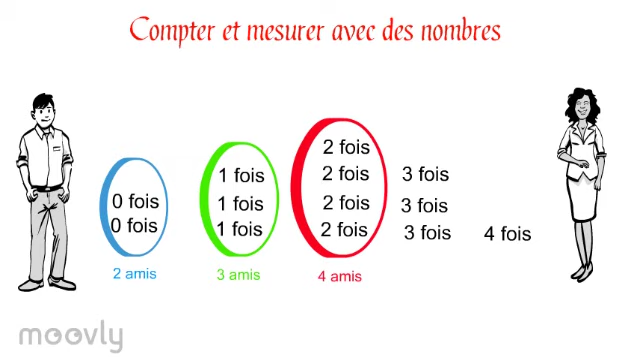 Compter et mesurer avec des nombres
2 fois
1 fois 2 fois 3 fois
0 fois 1 fois 2 fois 3 fois
0 fois 1 fois 2 fois 3 fois 4 fois
2 amis 3 amis 4 amis
moovly